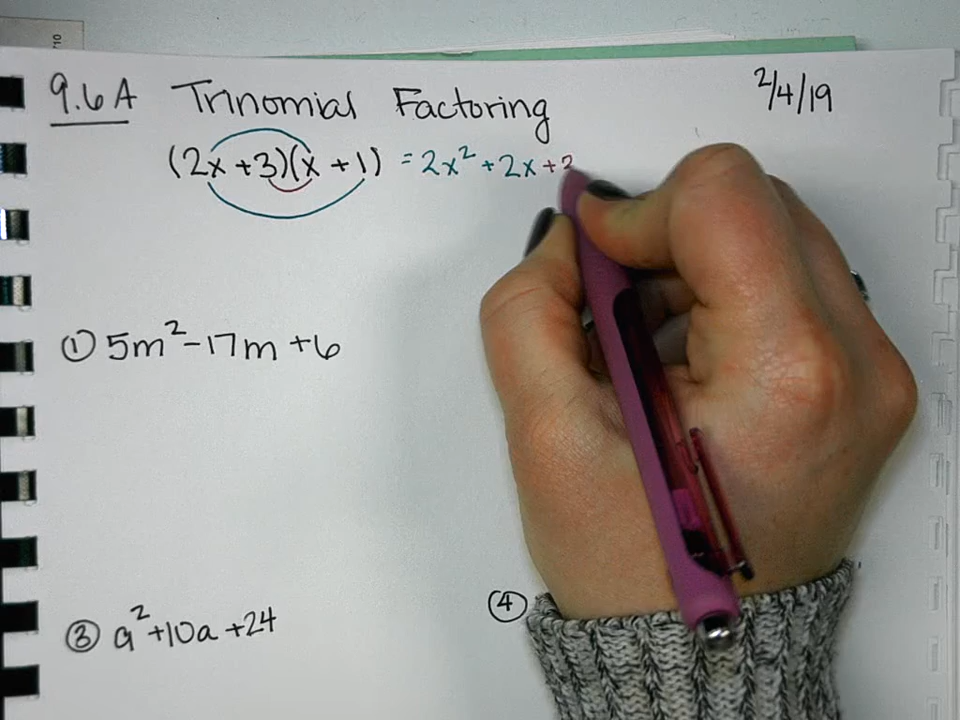 9.6A Trinomial Factoring 2/4/19
(2x +3)(x +1) = 2x² + 2x +
① 5m² - 17m + 6
③ a² + 10a + 24
④